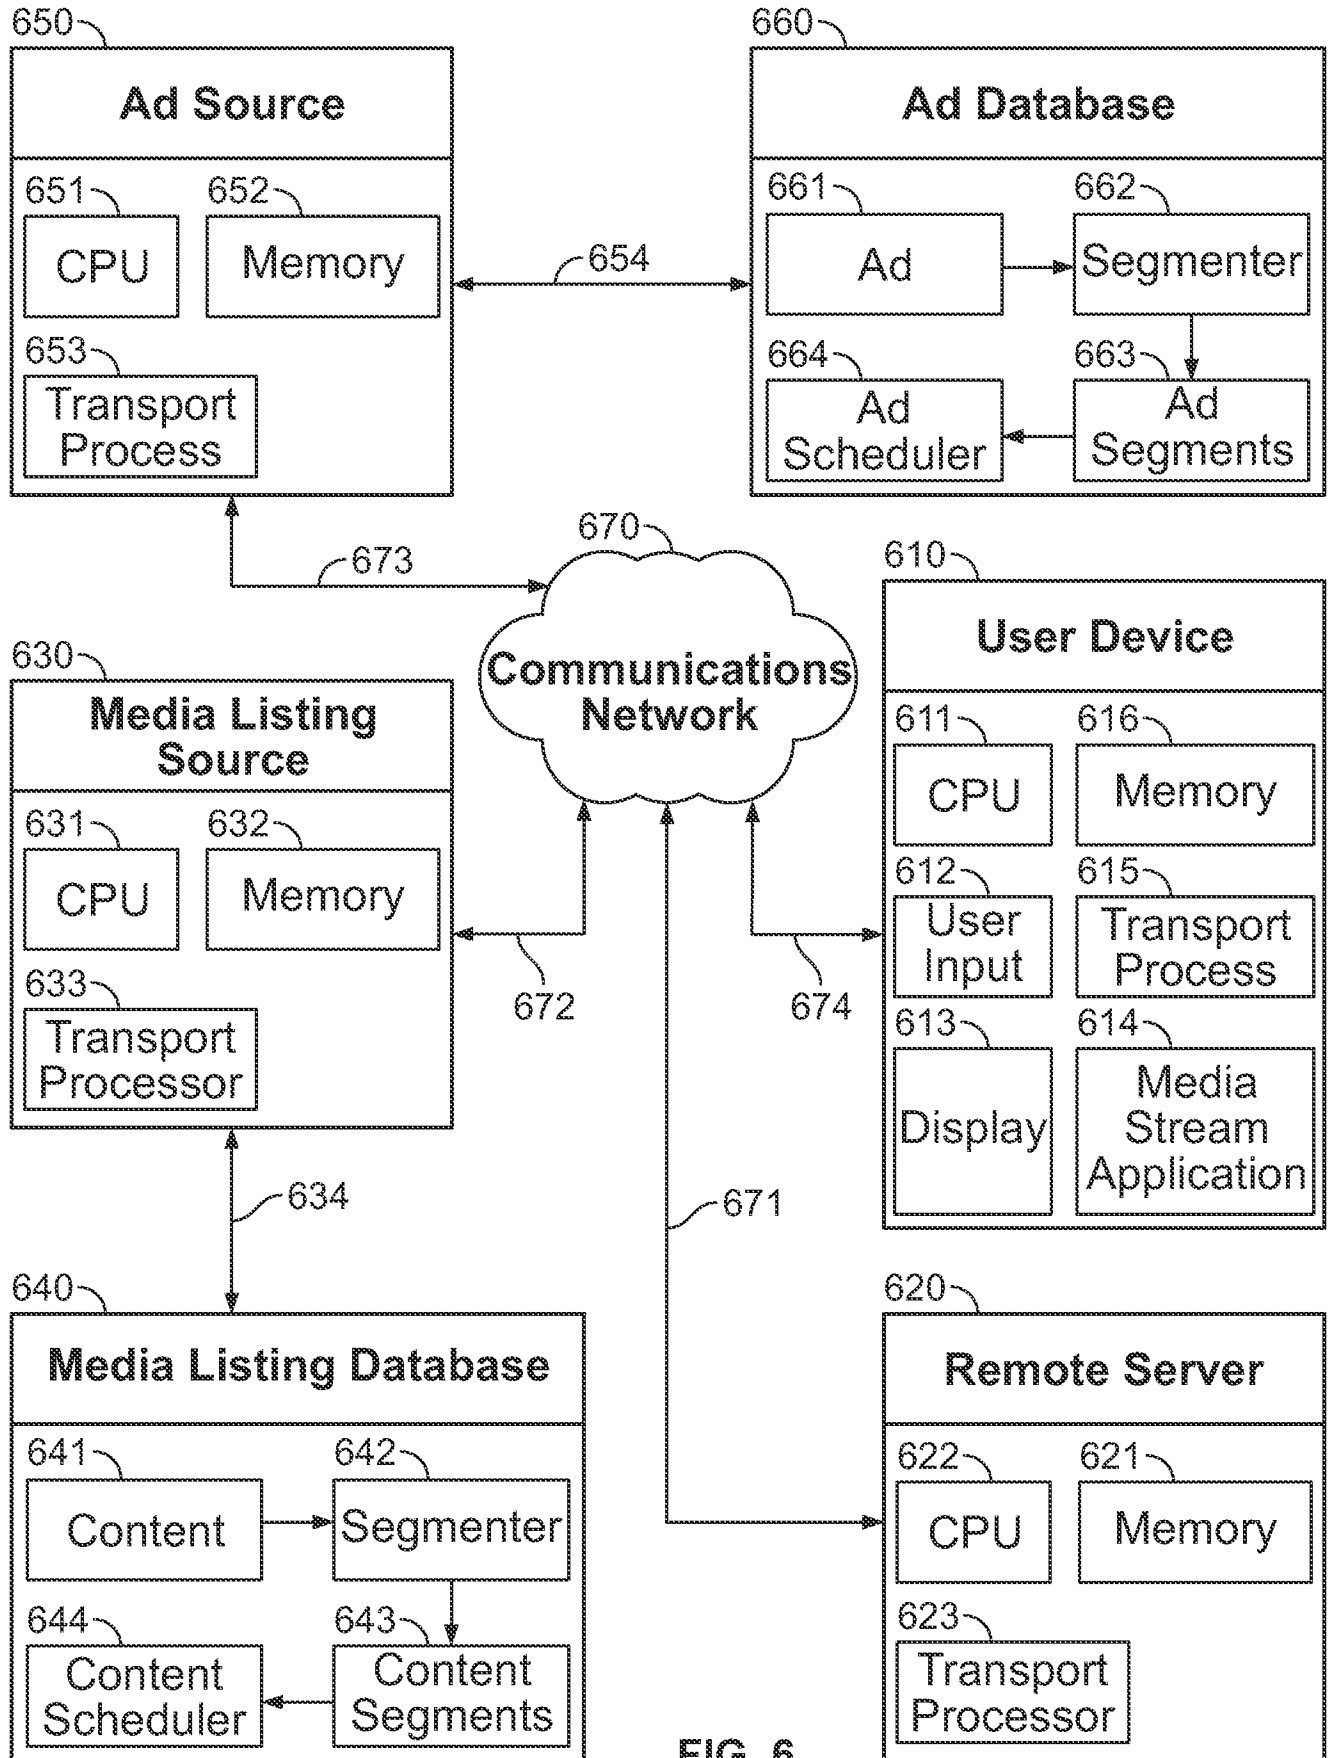 650
Ad Source
651
652
CPU
Memory
653
Transport
Process
654
660
Ad Database
661
662
Ad
Segmenter
664
663
Ad
Scheduler
Ad
Segments
673
670
Communications
Network
610
User Device
611
616
CPU
Memory
612
615
User
Input
Transport
Process
613
614
Display
Media
Stream
Application
630
Media Listing
Source
631
632
CPU
Memory
633
Transport
Processor
672
674
634
671
640
Media Listing Database
641
642
Content
Segmenter
644
643
Content
Scheduler
Content
Segments
620
Remote Server
622
621
CPU
Memory
623
Transport
Processor
FIG. 6